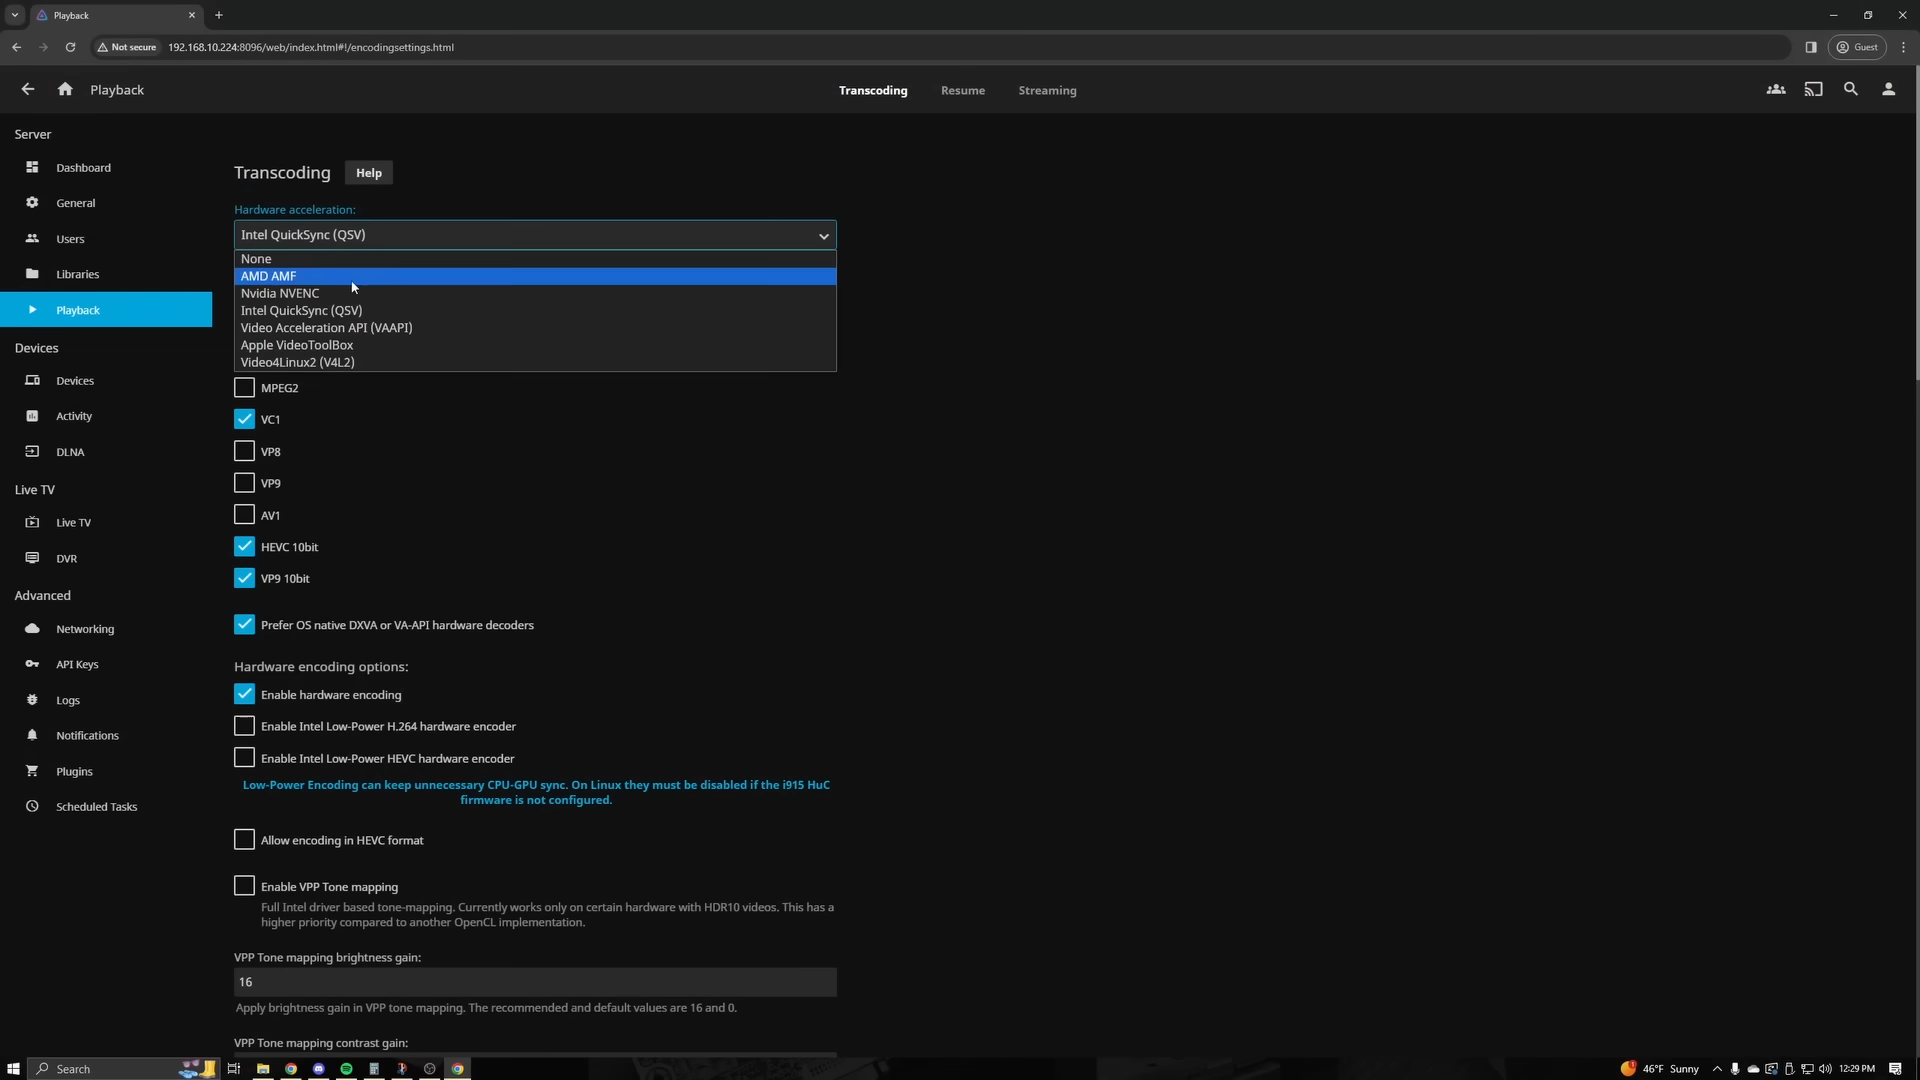 Playback
Not secure
192.168.10.224:8096/web/index.html#!/encodingsettings.html
Guest
Playback
Transcoding
Resume
Streaming
Server
Dashboard
General
Users
Libraries
Playback
Devices
Devices
Activity
DLNA
Live TV
Live TV
DVR
Advanced
Networking
API Keys
Logs
Notifications
Plugins
Scheduled Tasks
Transcoding
Help
Hardware acceleration:
Intel QuickSync (QSV)
None
AMD AMF
Nvidia NVENC
Intel QuickSync (QSV)
Video Acceleration API (VAAPI)
Apple VideoToolBox
Video4Linux2 (V4L2)
MPEG2
VC1
VP8
VP9
AV1
HEVC 10bit
VP9 10bit
Prefer OS native DXVA or VA-API hardware decoders
Hardware encoding options:
Enable hardware encoding
Enable Intel Low-Power H.264 hardware encoder
Enable Intel Low-Power HEVC hardware encoder
Low-Power Encoding can keep unnecessary CPU-GPU sync. On Linux they must be disabled if the i915 HuC
firmware is not configured.
Allow encoding in HEVC format
Enable VPP Tone mapping
Full Intel driver based tone-mapping. Currently works only on certain hardware with HDR10 videos. This has a
higher priority compared to another OpenCL implementation.
VPP Tone mapping brightness gain:
16
Apply brightness gain in VPP tone mapping. The recommended and default values are 16 and 0.
VPP Tone mapping contrast gain:
Search
46°F Sunny
12:29 PM